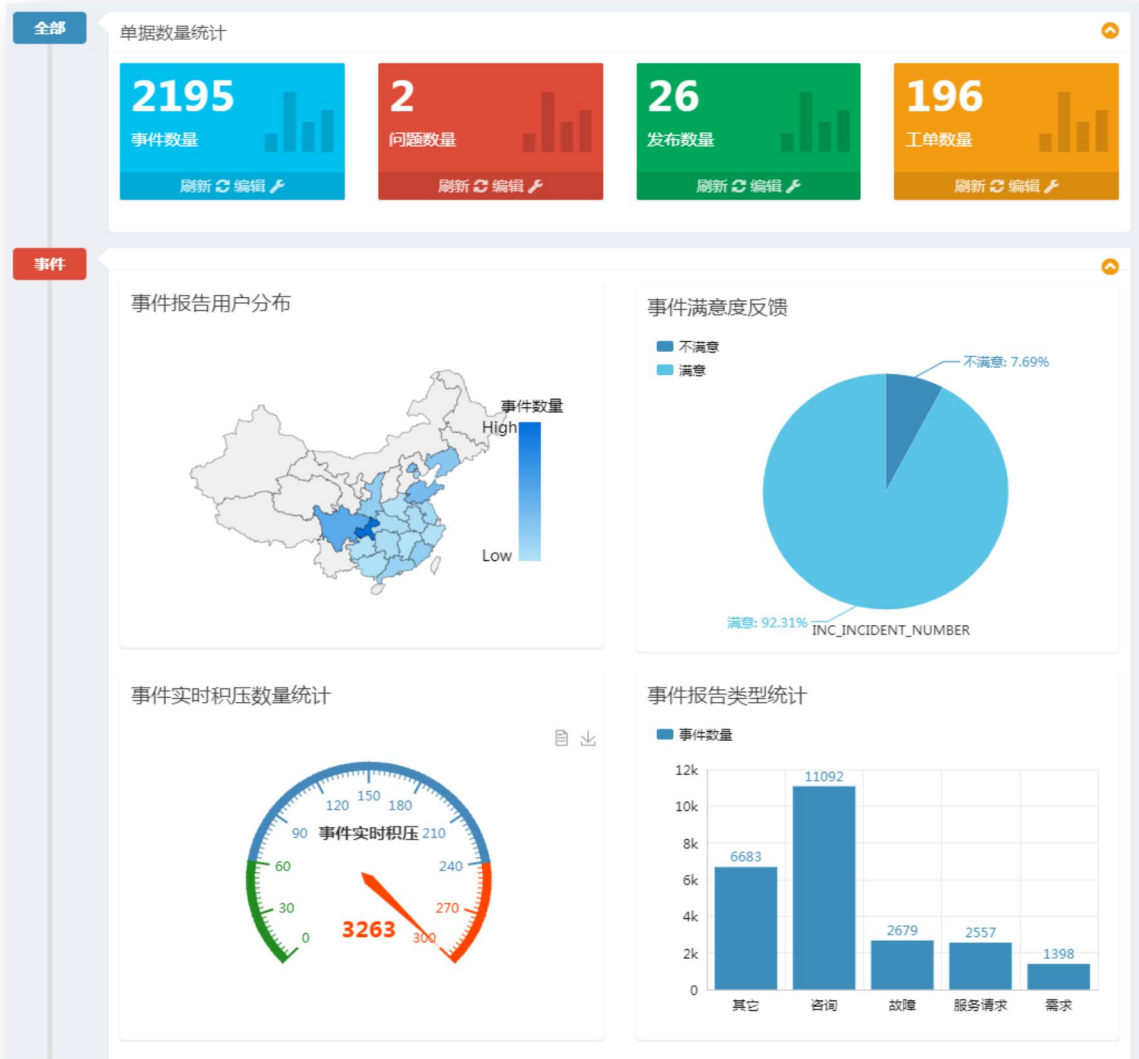 全部
单据数量统计
2195
事件数量
刷新 编辑
2
问题数量
刷新 编辑
26
发布数量
刷新 编辑
196
工单数量
刷新 编辑
事件
事件报告用户分布
事件数量
High
Low
事件满意度反馈
不满意
满意
不满意: 7.69%
满意: 92.31%
INC_INCIDENT_NUMBER
事件实时积压数量统计
0
30
60
90
120
150
180
210
240
270
300
事件实时积压
3263
事件报告类型统计
事件数量
12k
10k
8k
6k
4k
2k
0
6683
11092
2679
2557
1398
其它
咨询
故障
服务请求
需求